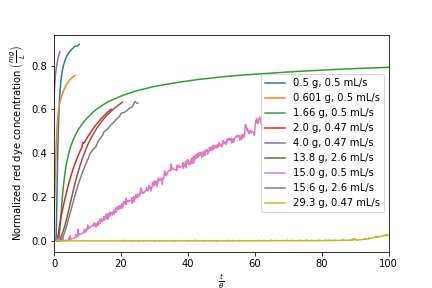 Normalized red dye concentration (mg/L)
0.8
0.6
0.4
0.2
0.0
0.5 g, 0.5 mL/s
0.601 g, 0.5 mL/s
1.66 g, 0.5 mL/s
2.0 g, 0.47 mL/s
4.0 g, 0.47 mL/s
13.8 g, 2.6 mL/s
15.0 g, 0.5 mL/s
15.6 g, 2.6 mL/s
29.3 g, 0.47 mL/s
0 20 40 60 80 100
t/θ